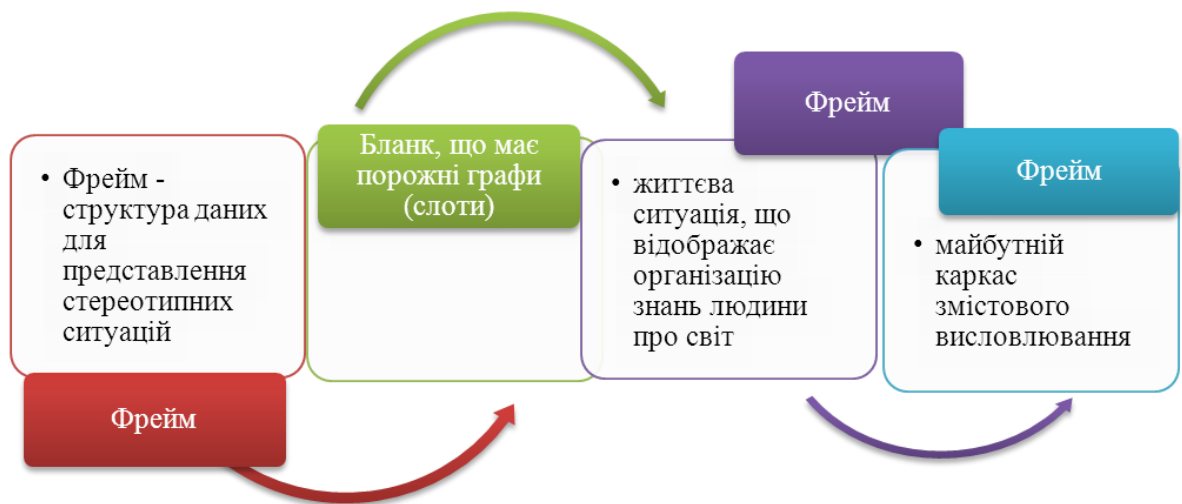 • Фрейм -
структура даних
для
представлення
стереотипних
ситуацій
Фрейм
Бланк, що має
порожні графи
(слоти)
Фрейм
• життєва
ситуація, що
відображає
організацію
знань людини
про світ
Фрейм
• майбутній
каркас
змістового
висловлювання